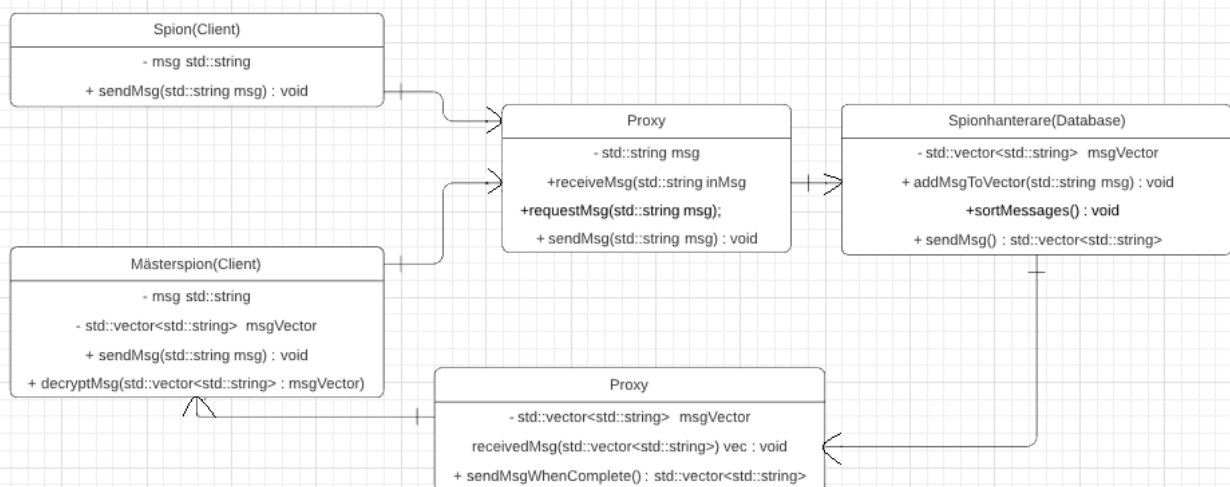 Spion(Client)
- msg std::string
+ sendMsg(std::string msg) : void
Proxy
- std::string msg
+receiveMsg(std::string inMsg
+requestMsg(std::string msg);
+ sendMsg(std::string msg) : void
Spionhanterare(Database)
- std::vector<std::string> msgVector
+ addMsgToVector(std::string msg) : void
+sortMessages() : void
+ sendMsg() : std::vector<std::string>
Mästerspion(Client)
- msg std::string
- std::vector<std::string> msgVector
+ sendMsg(std::string msg) : void
+ decryptMsg(std::vector<std::string> : msgVector)
Proxy
- std::vector<std::string> msgVector
receivedMsg(std::vector<std::string>) vec : void
+ sendMsgWhenComplete() : std::vector<std::string>